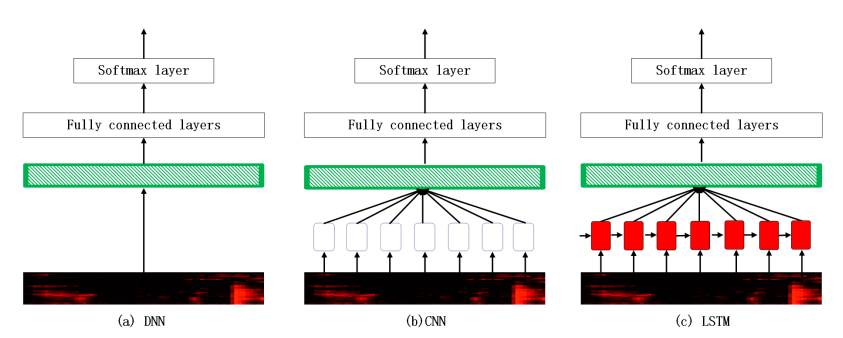 Softmax layer
Fully connected layers
(a) DNN
Softmax layer
Fully connected layers
(b)CNN
Softmax layer
Fully connected layers
(c) LSTM